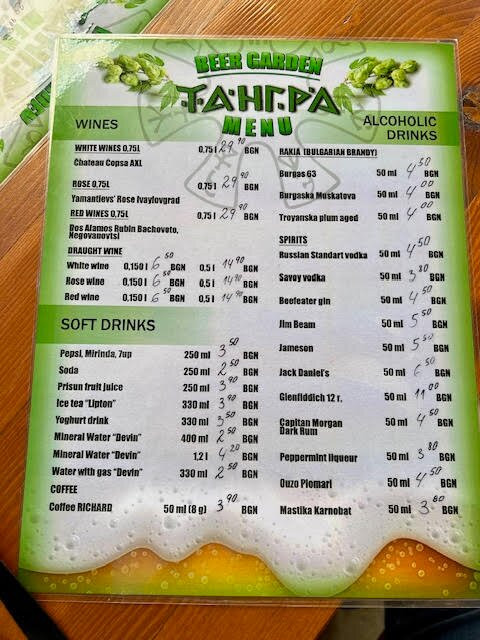 BEER GARDEN
ТАНГРА
MENU
WINES
WHITE WINES 0,75L 0,75 l 29 90 BGN
Chateau Copsa AXL
ROSE 0,75L 0,75 l 29 90 BGN
Yamantievs' Rose Ivaylovgrad
RED WINES 0,75L 0,75 l 29 90 BGN
Dos Alamos Rubin Bachoveto,
Negovanovtsi
DRAUGHT WINE
White wine 0,150 l 6 50 BGN 0,5 l 14 90 BGN
Rose wine 0,150 l 6 50 BGN 0,5 l 14 90 BGN
Red wine 0,150 l 6 50 BGN 0,5 l 14 90 BGN
SOFT DRINKS
Pepsi, Mirinda, 7up 250 ml 3 50 BGN
Soda 250 ml 2 50 BGN
Prisun fruit juice 250 ml 3 90 BGN
Ice tea "Lipton" 330 ml 3 90 BGN
Yoghurt drink 330 ml 3 50 BGN
Mineral Water "Devin" 400 ml 2 50 BGN
Mineral Water "Devin" 1,2 l 4 20 BGN
Water with gas "Devin" 330 ml 2 50 BGN
COFFEE
Coffee RICHARD 50 ml (8 g) 3 90 BGN
ALCOHOLIC
DRINKS
RAKIA (BULGARIAN BRANDY)
Burgas 63 50 ml 4 50 BGN
Burgaska Muskatova 50 ml 4 00 BGN
Troyanska plum aged 50 ml 4 00 BGN
SPIRITS
Russian Standart vodka 50 ml 4 50 BGN
Savoy vodka 50 ml 3 80 BGN
Beefeater gin 50 ml 4 50 BGN
Jim Beam 50 ml 5 50 BGN
Jameson 50 ml 5 50 BGN
Jack Daniel's 50 ml 6 50 BGN
Glenfiddich 12 г. 50 ml 11 00 BGN
Capitan Morgan
Dark Rum 50 ml 4 50 BGN
Peppermint liqueur 50 ml 3 80 BGN
Ouzo Plomari 50 ml 4 50 BGN
Mastika Karnobat 50 ml 3 80 BGN